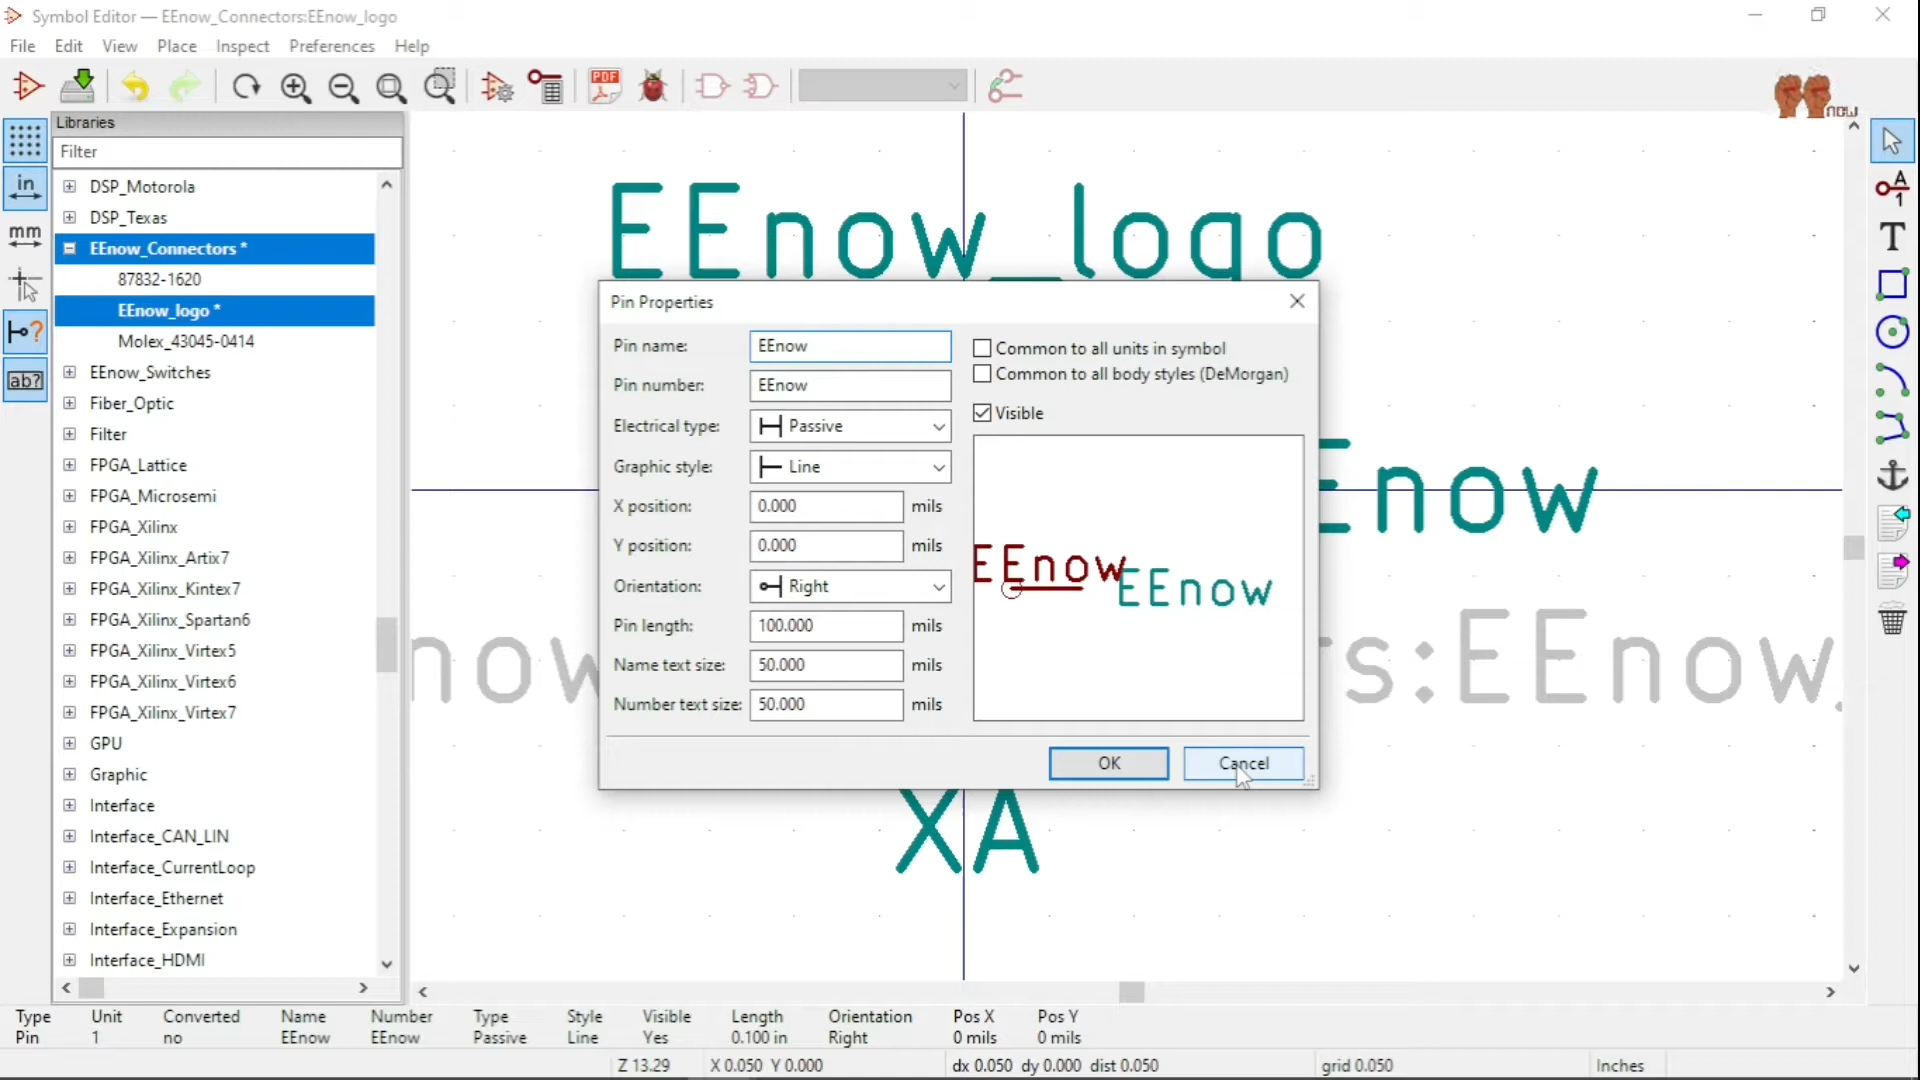 Symbol Editor — EEnow_Connectors:EEnow_logo
File Edit View Place Inspect Preferences Help
PDF
now
Libraries
Filter
in
mm
ab?
A
1
T
DSP_Motorola
DSP_Texas
EEnow_Connectors *
87832-1620
EEnow_logo *
Molex_43045-0414
EEnow_Switches
Fiber_Optic
Filter
FPGA_Lattice
FPGA_Microsemi
FPGA_Xilinx
FPGA_Xilinx_Artix7
FPGA_Xilinx_Kintex7
FPGA_Xilinx_Spartan6
FPGA_Xilinx_Virtex5
FPGA_Xilinx_Virtex6
FPGA_Xilinx_Virtex7
GPU
Graphic
Interface
Interface_CAN_LIN
Interface_CurrentLoop
Interface_Ethernet
Interface_Expansion
Interface_HDMI
EEnow_logo
Pin Properties
Pin name: EEnow
Pin number: EEnow
Electrical type: Passive
Graphic style: Line
X position: 0.000 mils
Y position: 0.000 mils
Orientation: Right
Pin length: 100.000 mils
Name text size: 50.000 mils
Number text size: 50.000 mils
Common to all units in symbol
Common to all body styles (DeMorgan)
Visible
EEnow
EEnow
OK Cancel
Enow
now
s:EEnow
XA
Type Unit Converted Name Number Type Style Visible Length Orientation Pos X Pos Y
Pin 1 no EEnow EEnow Passive Line Yes 0.100 in Right 0 mils 0 mils
Z 13.29 X 0.050 Y 0.000 dx 0.050 dy 0.000 dist 0.050 grid 0.050 Inches